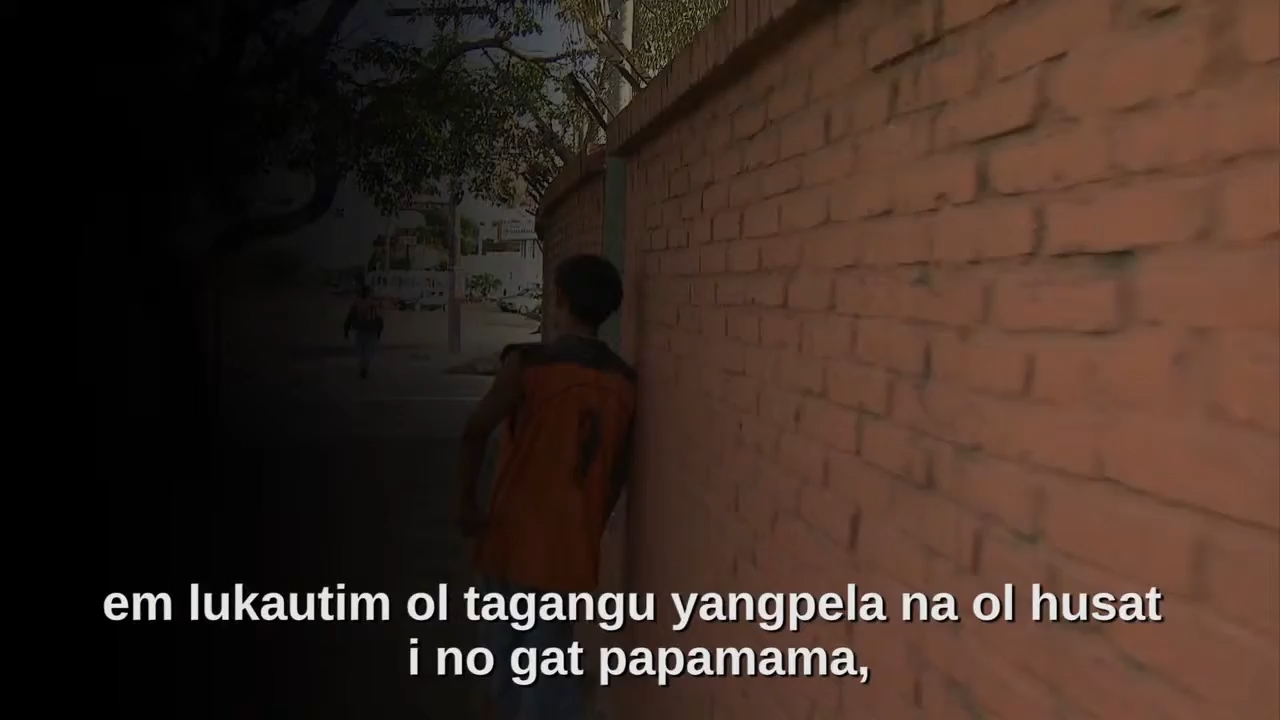 em lukautim ol tagangu yangpela na ol husat
i no gat papamama,